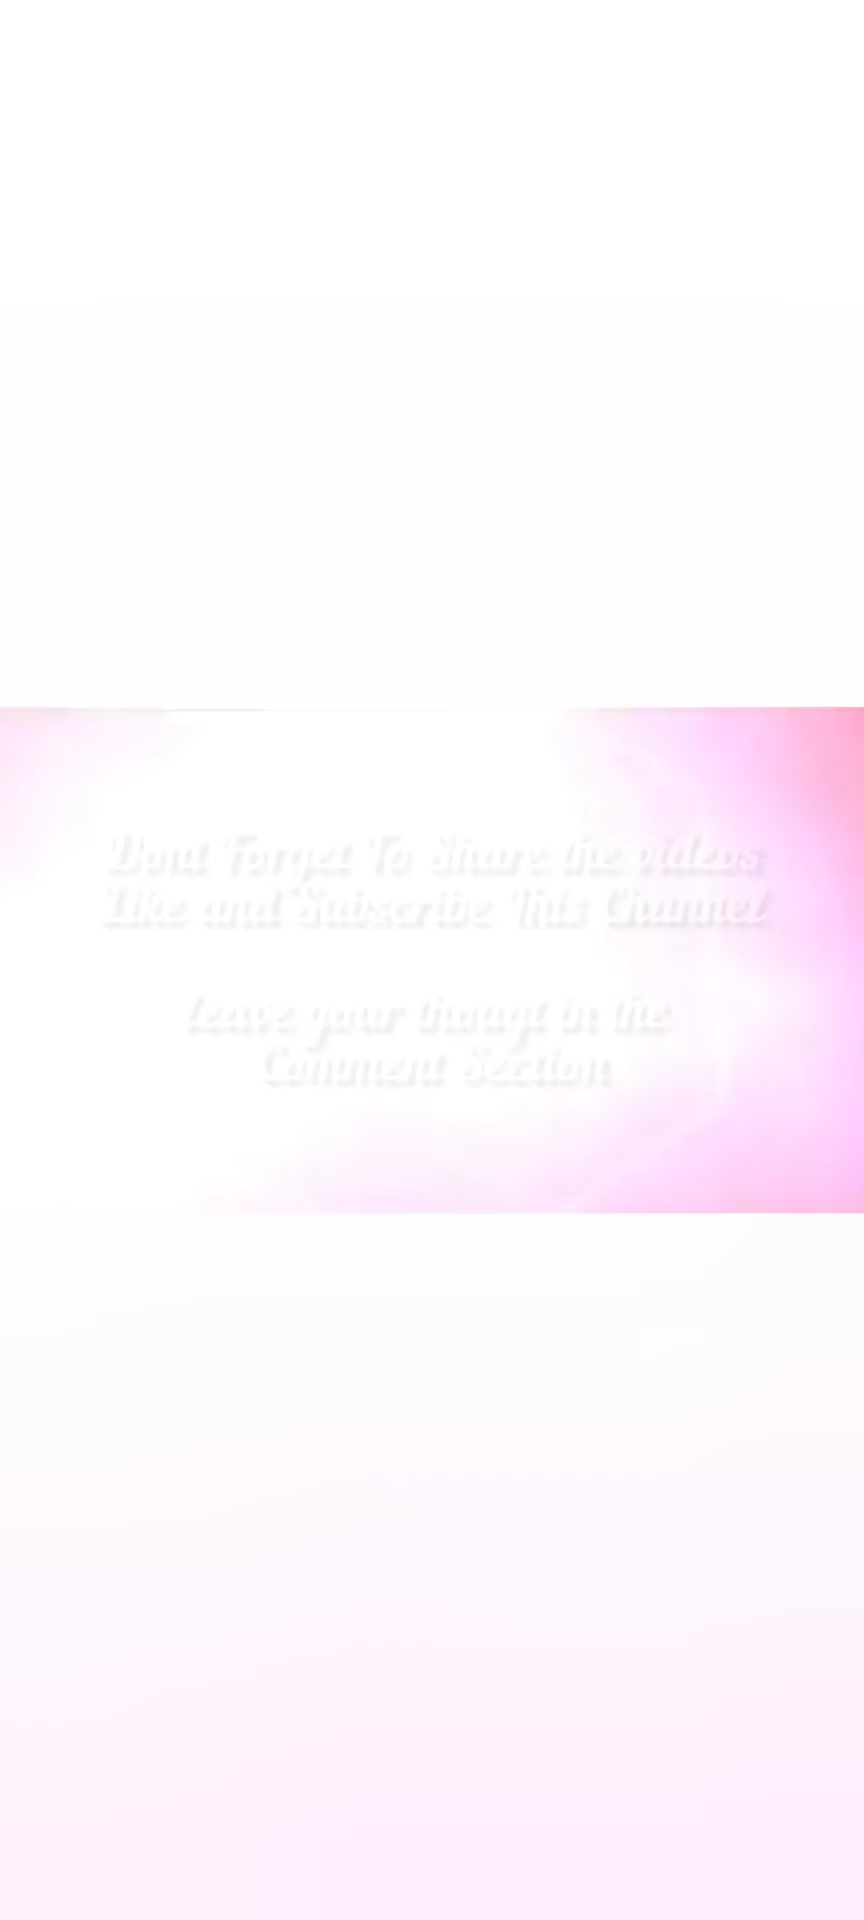 Dont Forget To Share the videos
Like and Subscribe This Channel
leave your thougt in the
Comment Section